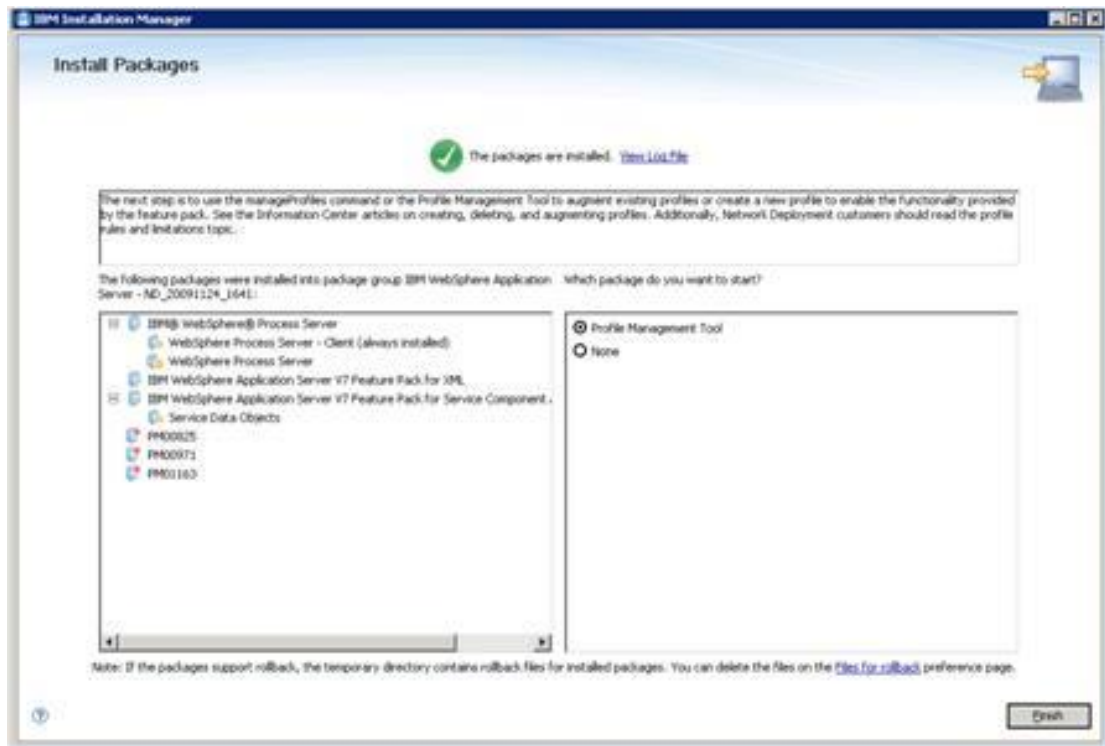 IBM Installation Manager
Install Packages
The packages are installed. View Log File
The next step is to use the manageProfiles command or the Profile Management Tool to augment existing profiles or create a new profile to enable the functionality provided
by the feature pack. See the Information Center articles on creating, deleting, and augmenting profiles. Additionally, Network Deployment customers should read the profile
rules and limitations topic.
The following packages were installed into package group IBM WebSphere Application
Server - ND_20091124_1641:
Which package do you want to start?
IBM® WebSphere® Process Server
WebSphere Process Server - Client (always installed)
WebSphere Process Server
IBM WebSphere Application Server V7 Feature Pack for XML
IBM WebSphere Application Server V7 Feature Pack for Service Component
Service Data Objects
PM00825
PM00971
PM01163
Profile Management Tool
None
Note: If the packages support rollback, the temporary directory contains rollback files for installed packages. You can delete the files on the Files for rollback preference page.
Finish